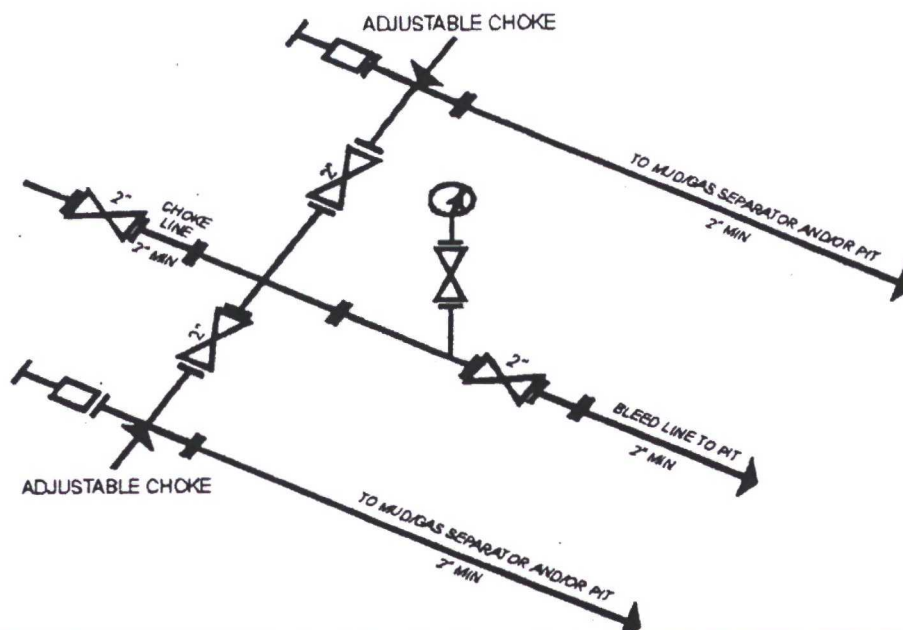 ADJUSTABLE CHOKE
TO MUD/GAS SEPARATOR AND/OR PIT
2" MIN
2"
2"
CHOKE
LINE
2" MIN
2"
2"
BLEED LINE TO PIT
2" MIN
ADJUSTABLE CHOKE
TO MUD/GAS SEPARATOR AND/OR PIT
2" MIN